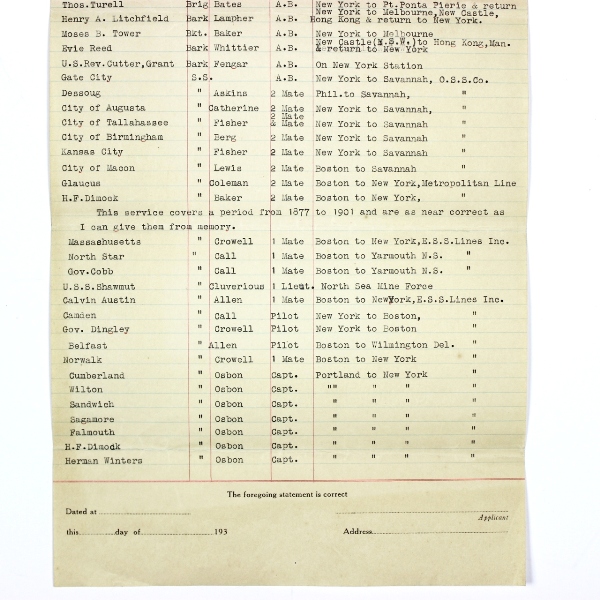 Thos.Turell Brig Bates A.B. New York to Pt.Ponta Pierie & return
Henry A. Litchfield Bark Lampher A.B. New York to Melbourne,New Castle, Hong Kong & return to New York.
Moses B. Tower Bkt. Baker A.B. New York to Melbourne
Evie Reed Bark Whittier A.B. New Castle(N.S.W.)to Hong Kong,Man. & return to New York
U.S.Rev.Cutter,Grant Bark Fengar A.B. On New York Station
Gate City S.S. A.B. New York to Savannah, O.S.S.Co.
Dessoug " Askins 2 Mate Phil.to Savannah, "
City of Augusta " Catherine 2 Mate New York to Savannah, "
City of Tallahassee " Fisher 2 Mate & Mate New York to Savannah "
City of Birmingham " Berg 2 Mate New York to Savannah "
Kansas City " Fisher 2 Mate New York to Savannah "
City of Macon " Lewis 2 Mate Boston to Savannah "
Glaucus " Coleman 2 Mate Boston to New York,Metropolitan Line
H.F.Dimock " Baker 2 Mate Boston to New York, "
This service covers a period from 1877 to 1901 and are as near correct as
I can give them from memory.
Massachusetts " Crowell 1 Mate Boston to New York,E.S.S.Lines Inc.
North Star " Call 1 Mate Boston to Yarmouth N.S. "
Gov.Cobb " Call 1 Mate Boston to Yarmouth N.S. "
U.S.S.Shawmut " Cluverious 1 Lieut. North Sea Mine Force
Calvin Austin " Allen 1 Mate Boston to New York,E.S.S.Lines Inc.
Camden " Call Pilot New York to Boston, "
Gov. Dingley " Crowell Pilot New York to Boston "
Belfast " Allen Pilot Boston to Wilmington Del. "
Norwalk " Crowell 1 Mate Boston to New York "
Cumberland " Osbon Capt. Portland to New York "
Wilton " Osbon Capt. "" " " "
Sandwich " Osbon Capt. " " " "
Sagamore " Osbon Capt. " " " "
Falmouth " Osbon Capt. " " " "
H.F.Dimock " Osbon Capt. " " " "
Herman Winters " Osbon Capt. " " " "
The foregoing statement is correct
Dated at
Applicant
this day of 193 Address